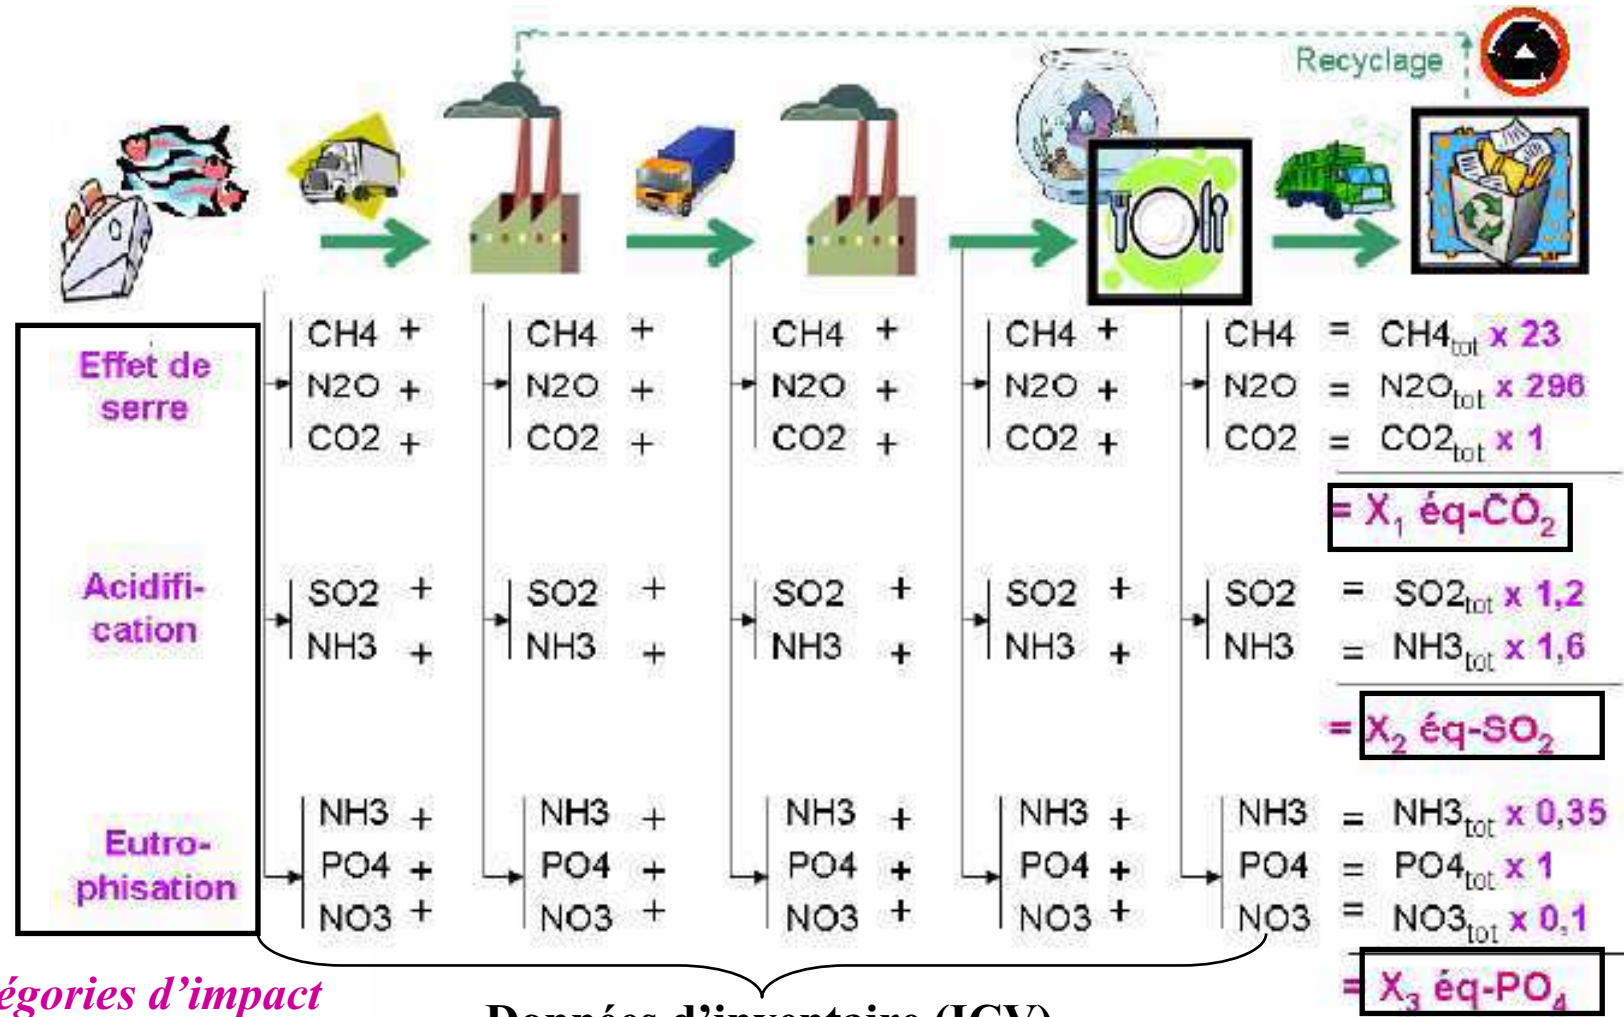 Recyclage
Effet de
serre
CH4 + CH4 + CH4 + CH4 + CH4 = CH4tot x 23
N2O + N2O + N2O + N2O + N2O = N2Otot x 296
CO2 + CO2 + CO2 + CO2 + CO2 = CO2tot x 1
= X1 éq-CO2
Acidifi-
cation
SO2 + SO2 + SO2 + SO2 + SO2 = SO2tot x 1,2
NH3 + NH3 + NH3 + NH3 + NH3 = NH3tot x 1,6
= X2 éq-SO2
Eutro-
phisation
NH3 + NH3 + NH3 + NH3 + NH3 = NH3tot x 0,35
PO4 + PO4 + PO4 + PO4 + PO4 = PO4tot x 1
NO3 + NO3 + NO3 + NO3 + NO3 = NO3tot x 0,1
= X3 éq-PO4
égories d’impact
Données d’inventaire (ICV)